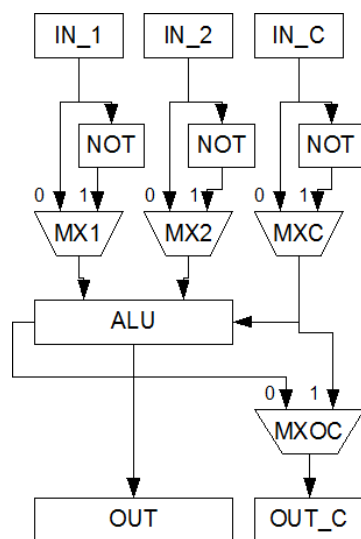 IN_1 IN_2 IN_C
NOT NOT NOT
0 1 0 1 0 1
MX1 MX2 MXC
ALU
0 1
MXOC
OUT OUT_C